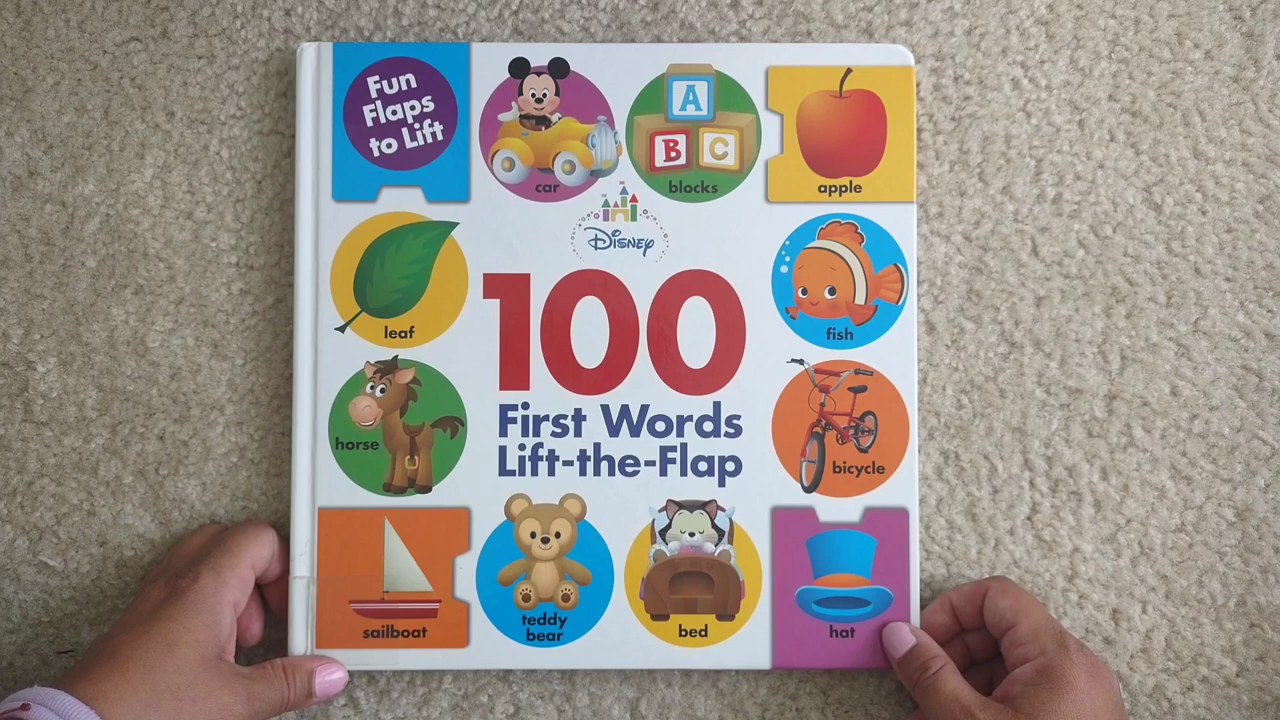 Fun
Flaps
to Lift
car
A
B C
blocks
apple
Disney
leaf
fish
100
First Words
Lift-the-Flap
horse
bicycle
sailboat
teddy
bear
bed
hat